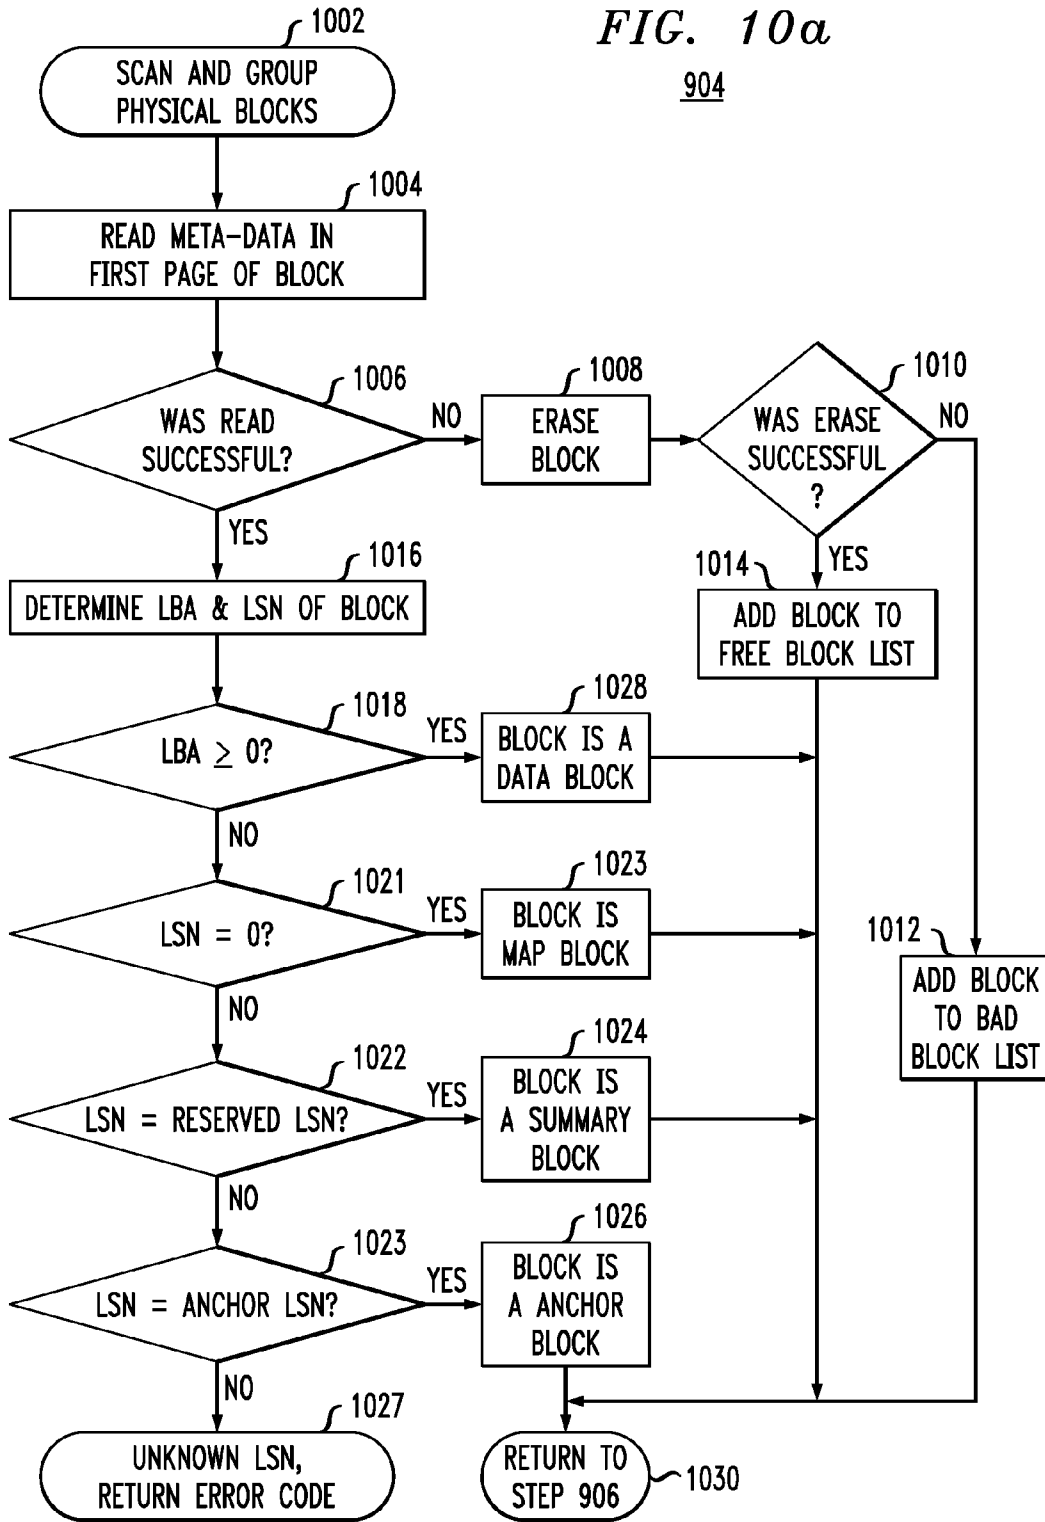 FIG. 10a
904
1002
SCAN AND GROUP
PHYSICAL BLOCKS
1004
READ META-DATA IN
FIRST PAGE OF BLOCK
1006
WAS READ
SUCCESSFUL?
NO
YES
1008
ERASE
BLOCK
1010
WAS ERASE
SUCCESSFUL
?
NO
YES
1016
DETERMINE LBA & LSN OF BLOCK
1014
ADD BLOCK TO
FREE BLOCK LIST
1018
LBA ≥ 0?
YES
NO
1028
BLOCK IS A
DATA BLOCK
1021
LSN = 0?
YES
NO
1023
BLOCK IS
MAP BLOCK
1012
ADD BLOCK
TO BAD
BLOCK LIST
1022
LSN = RESERVED LSN?
YES
NO
1024
BLOCK IS
A SUMMARY
BLOCK
1023
LSN = ANCHOR LSN?
YES
NO
1026
BLOCK IS
A ANCHOR
BLOCK
1027
UNKNOWN LSN,
RETURN ERROR CODE
RETURN TO
STEP 906
1030